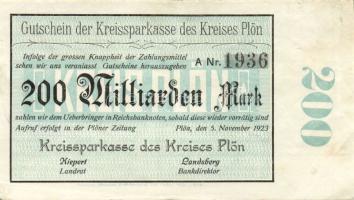 Gutschein der Kreissparkasse des Kreises Plön
Infolge der grossen Knappheit der Zahlungsmittel
sehen wir uns veranlasst Gutscheine herauszugeben
A Nr. 1936
200 Milliarden Mark
zahlen wir dem Ueberbringer in Reichsbanknoten, sobald diese wieder vorrätig sind
Aufruf erfolgt in der Plöner Zeitung
Plön, den 5. November 1923
Kreissparkasse des Kreises Plön
Kiepert
Landsberg
Landrat
Bankdirektor
200